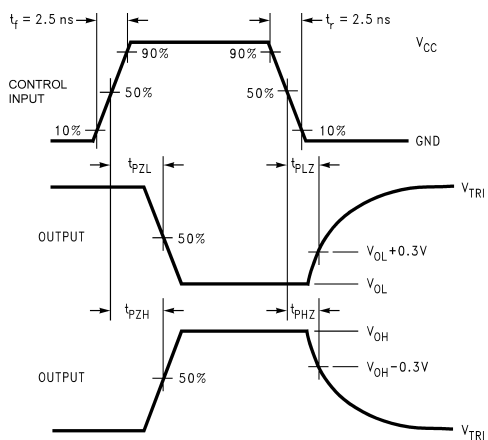 t_f = 2.5 ns
t_r = 2.5 ns
90%
90%
V_CC
CONTROL
INPUT
50%
50%
10%
10%
GND
t_PZL
t_PLZ
V_TRI
OUTPUT
50%
V_OL+0.3V
V_OL
t_PZH
t_PHZ
V_OH
OUTPUT
50%
V_OH−0.3V
V_TRI